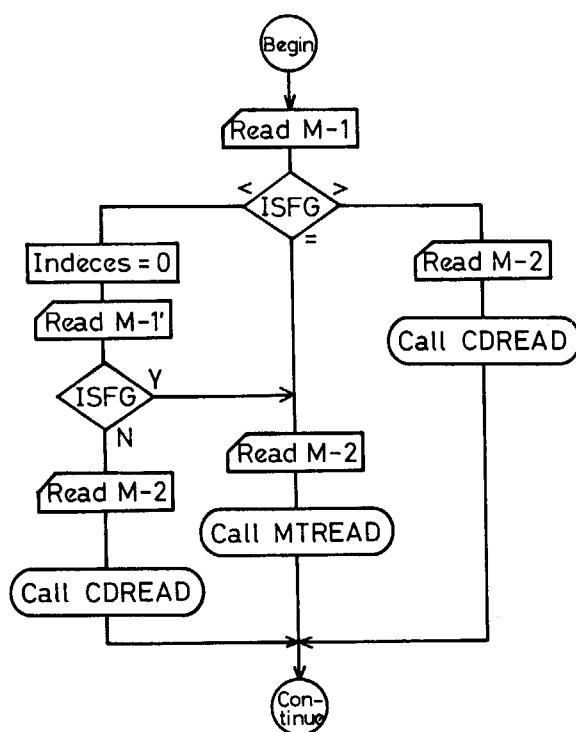 Begin
Read M-1
< ISFG >
=
Indeces = 0
Read M-2
Read M-1'
Call CDREAD
ISFG Y
N
Read M-2
Read M-2
Call MTREAD
Call CDREAD
Con-
tinue